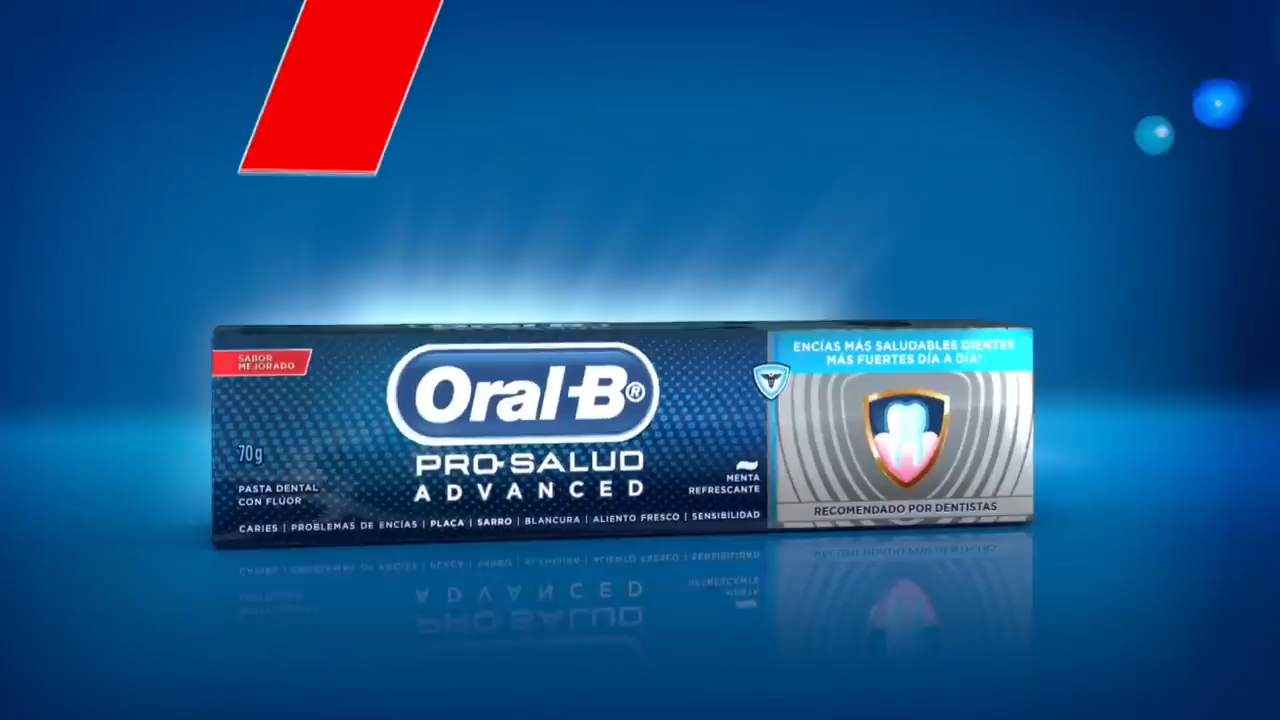 SABOR
MEJORADO
Oral-B®
PRO-SALUD
ADVANCED
70g
PASTA DENTAL
CON FLÚOR
MENTA
REFRESCANTE
CARIES | PROBLEMAS DE ENCÍAS | PLACA | SARRO | BLANCURA | ALIENTO FRESCO | SENSIBILIDAD
ENCÍAS MÁS SALUDABLES DIENTES
MÁS FUERTES DÍA A DÍA*
RECOMENDADO POR DENTISTAS